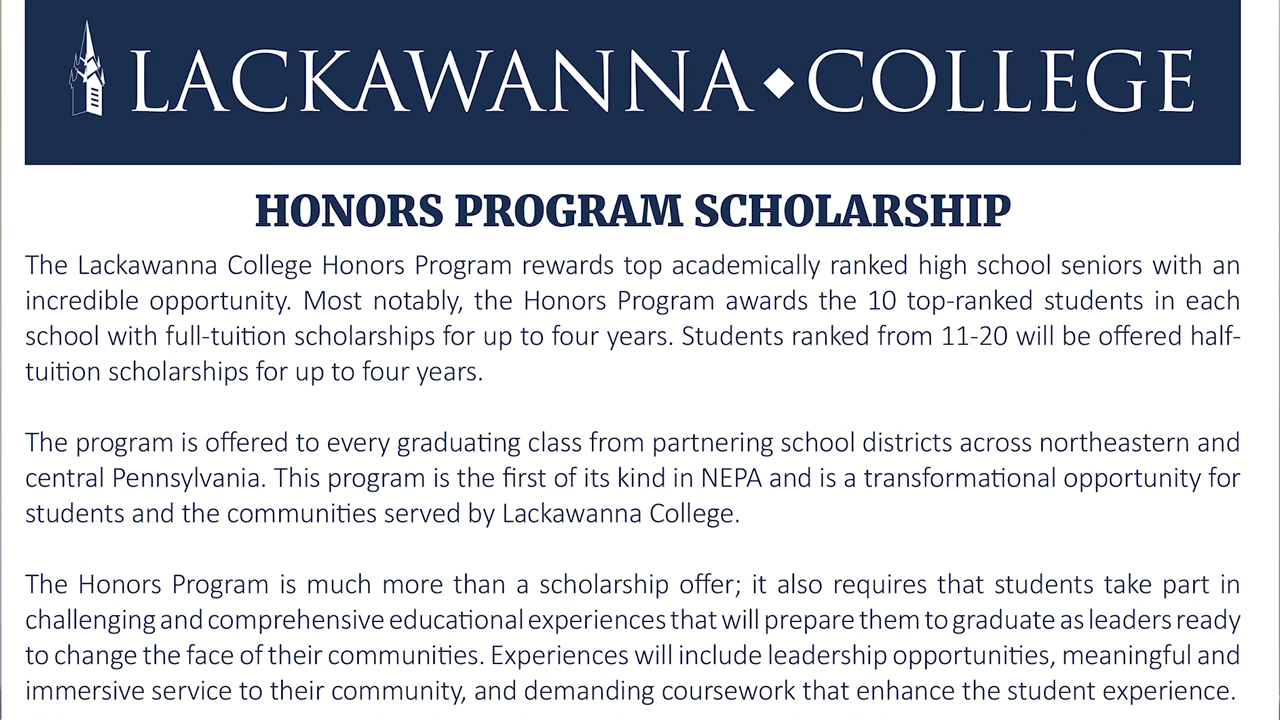 LACKAWANNA◆COLLEGE
HONORS PROGRAM SCHOLARSHIP
The Lackawanna College Honors Program rewards top academically ranked high school seniors with an
incredible opportunity. Most notably, the Honors Program awards the 10 top-ranked students in each
school with full-tuition scholarships for up to four years. Students ranked from 11-20 will be offered half-
tuition scholarships for up to four years.
The program is offered to every graduating class from partnering school districts across northeastern and
central Pennsylvania. This program is the first of its kind in NEPA and is a transformational opportunity for
students and the communities served by Lackawanna College.
The Honors Program is much more than a scholarship offer; it also requires that students take part in
challenging and comprehensive educational experiences that will prepare them to graduate as leaders ready
to change the face of their communities. Experiences will include leadership opportunities, meaningful and
immersive service to their community, and demanding coursework that enhance the student experience.